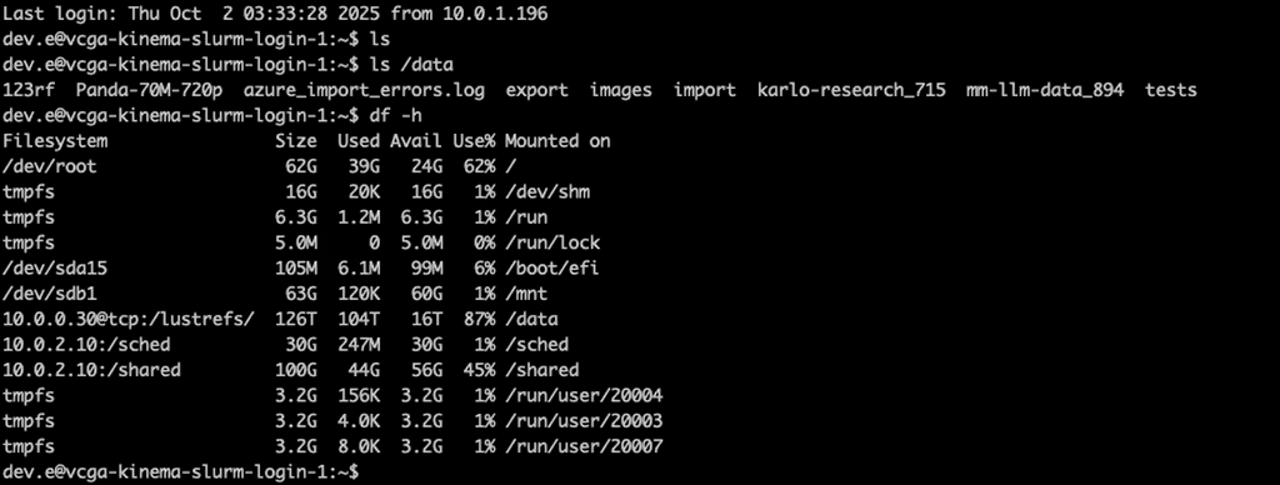 Last login: Thu Oct  2 03:33:28 2025 from 10.0.1.196
dev.e@vcga-kinema-slurm-login-1:~$ ls
dev.e@vcga-kinema-slurm-login-1:~$ ls /data
123rf  Panda-70M-720p  azure_import_errors.log  export  images  import  karlo-research_715  mm-llm-data_894  tests
dev.e@vcga-kinema-slurm-login-1:~$ df -h
Filesystem                Size  Used Avail Use% Mounted on
/dev/root                  62G   39G   24G  62% /
tmpfs                      16G   20K   16G   1% /dev/shm
tmpfs                     6.3G  1.2M  6.3G   1% /run
tmpfs                     5.0M     0  5.0M   0% /run/lock
/dev/sda15                105M  6.1M   99M   6% /boot/efi
/dev/sdb1                  63G  120K   60G   1% /mnt
10.0.0.30@tcp:/lustrefs/  126T  104T   16T  87% /data
10.0.2.10:/sched           30G  247M   30G   1% /sched
10.0.2.10:/shared         100G   44G   56G  45% /shared
tmpfs                     3.2G  156K  3.2G   1% /run/user/20004
tmpfs                     3.2G  4.0K  3.2G   1% /run/user/20003
tmpfs                     3.2G  8.0K  3.2G   1% /run/user/20007
dev.e@vcga-kinema-slurm-login-1:~$